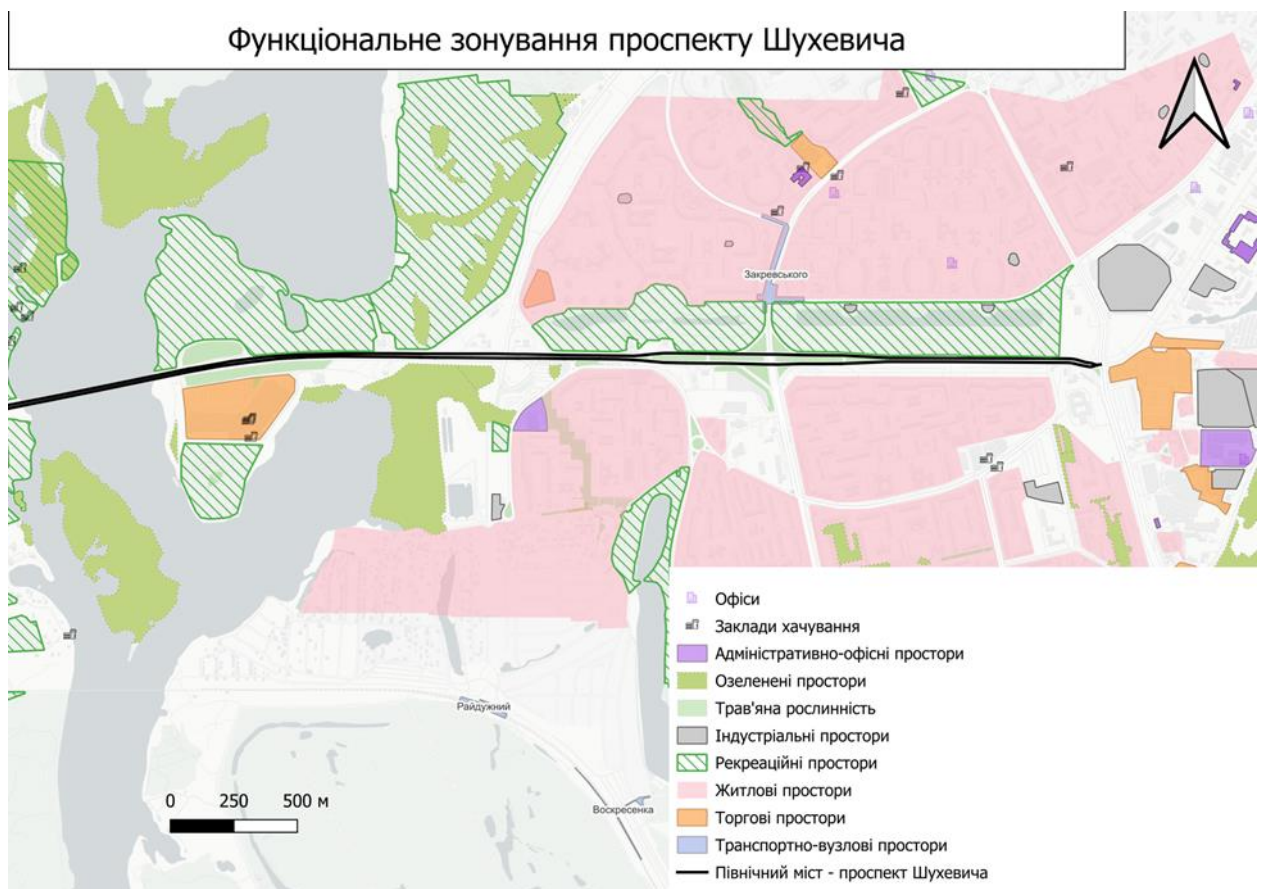 Функціональне зонування проспекту Шухевича
Закревського
Райдужний
Воскресенка
0 250 500 м
Офіси
Заклади хачування
Адміністративно-офісні простори
Озеленені простори
Трав'яна рослинність
Індустріальні простори
Рекреаційні простори
Житлові простори
Торгові простори
Транспортно-вузлові простори
Північний міст - проспект Шухевича